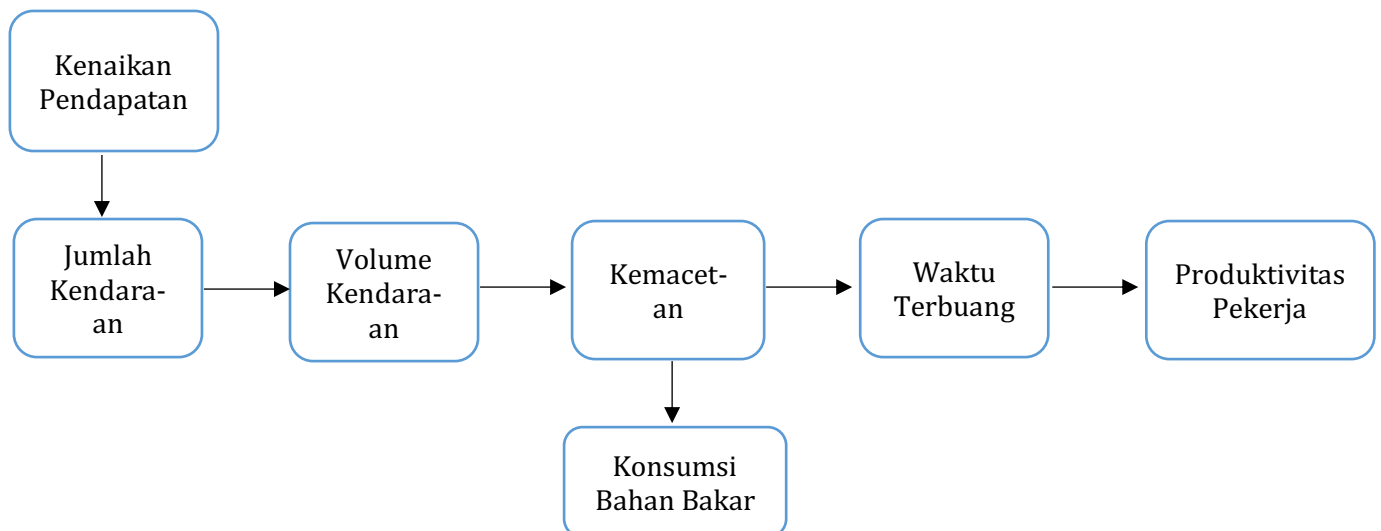 Kenaikan
Pendapatan
Jumlah
Kendara-
an
Volume
Kendara-
an
Kemacet-
an
Waktu
Terbuang
Produktivitas
Pekerja
Konsumsi
Bahan Bakar